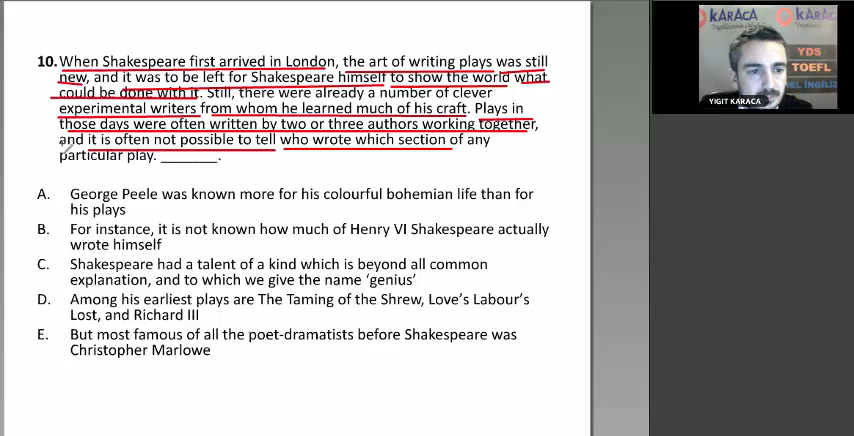 10. When Shakespeare first arrived in London, the art of writing plays was still
new, and it was to be left for Shakespeare himself to show the world what
could be done with it. Still, there were already a number of clever
experimental writers from whom he learned much of his craft. Plays in
those days were often written by two or three authors working together,
and it is often not possible to tell who wrote which section of any
particular play. _______.
A. George Peele was known more for his colourful bohemian life than for
his plays
B. For instance, it is not known how much of Henry VI Shakespeare actually
wrote himself
C. Shakespeare had a talent of a kind which is beyond all common
explanation, and to which we give the name ‘genius’
D. Among his earliest plays are The Taming of the Shrew, Love’s Labour’s
Lost, and Richard III
E. But most famous of all the poet-dramatists before Shakespeare was
Christopher Marlowe
KARACA
KARAC
YDS
TOEFL
EL İNGİLİZ
YIGIT KARACA